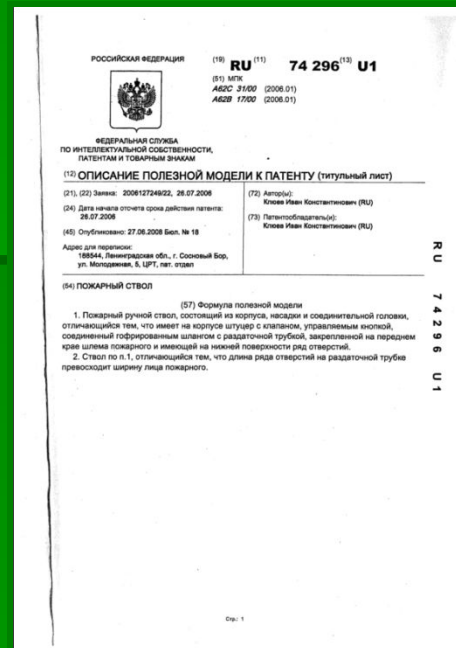 РОССИЙСКАЯ ФЕДЕРАЦИЯ
(19) RU (11) 74 296 (13) U1
(51) МПК
A62C 31/00 (2006.01)
A62B 17/00 (2006.01)
ФЕДЕРАЛЬНАЯ СЛУЖБА
ПО ИНТЕЛЛЕКТУАЛЬНОЙ СОБСТВЕННОСТИ,
ПАТЕНТАМ И ТОВАРНЫМ ЗНАКАМ
(12) ОПИСАНИЕ ПОЛЕЗНОЙ МОДЕЛИ К ПАТЕНТУ (титульный лист)
(21), (22) Заявка: 2006127249/22, 26.07.2006
(24) Дата начала отсчета срока действия патента:
26.07.2006
(45) Опубликовано: 27.06.2008 Бюл. № 18
Адрес для переписки:
188544, Ленинградская обл., г. Сосновый Бор,
ул. Молодежная, 5, ЦРТ, пат. отдел
(72) Автор(ы):
Клюев Иван Константинович (RU)
(73) Патентообладатель(и):
Клюев Иван Константинович (RU)
(54) ПОЖАРНЫЙ СТВОЛ
(57) Формула полезной модели
1. Пожарный ручной ствол, состоящий из корпуса, насадки и соединительной головки,
отличающийся тем, что имеет на корпусе штуцер с клапаном, управляемым кнопкой,
соединенный гофрированным шлангом с раздаточной трубкой, закрепленной на переднем
крае шлема пожарного и имеющей на нижней поверхности ряд отверстий.
2. Ствол по п.1, отличающийся тем, что длина ряда отверстий на раздаточной трубке
превосходит ширину лица пожарного.
RU 74296 U1
Стр.: 1